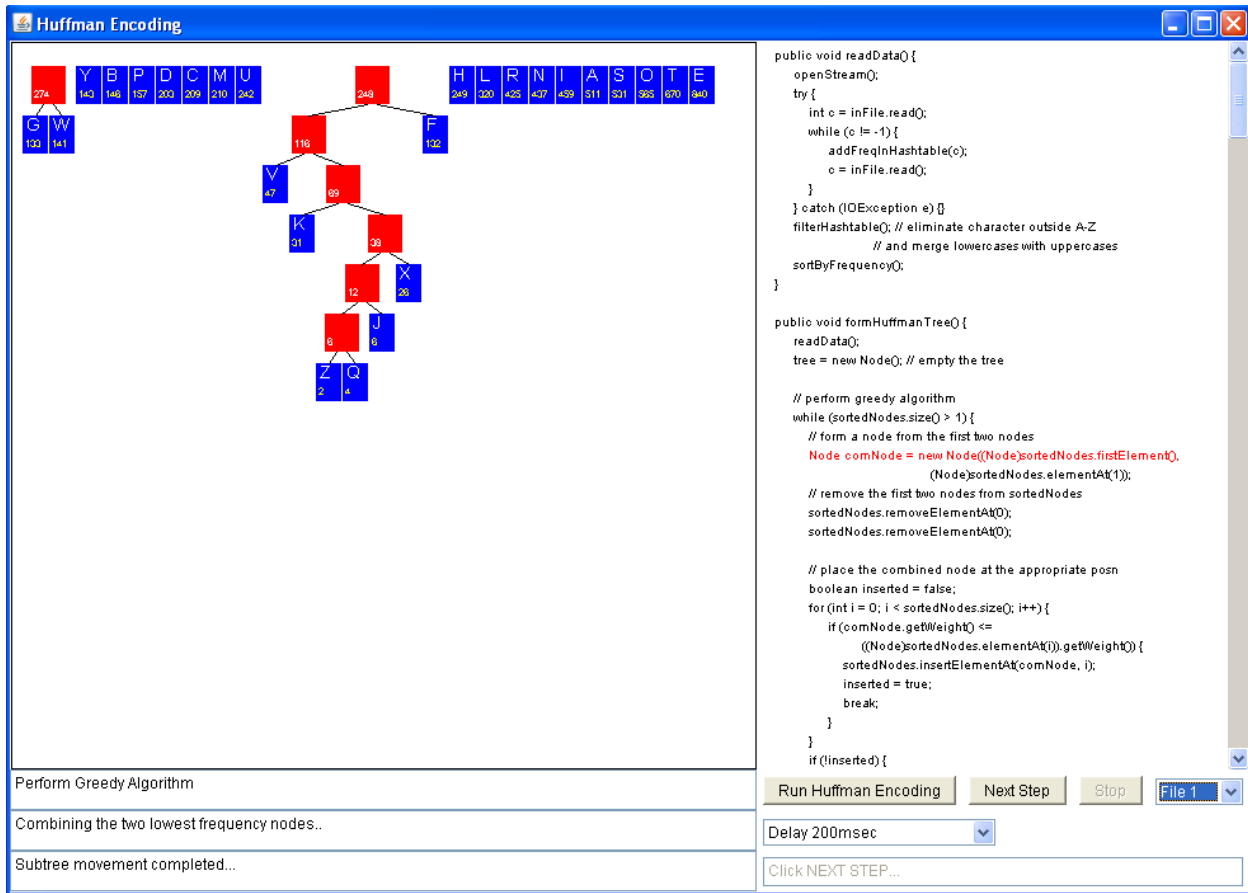 Huffman Encoding
274 Y B P D C M U 248 H L R N I A S O T E
143 146 157 203 209 210 242 249 320 425 437 459 511 531 565 670 840
G W 116 F
133 141 132
V 69
47
K 38
31
12 X
26
6 J
6
Z Q
2 4
public void readData() {
openStream();
try {
int c = inFile.read();
while (c != -1) {
addFreqInHashtable(c);
c = inFile.read();
}
} catch (IOException e) {}
filterHashtable(); // eliminate character outside A-Z
// and merge lowercases with uppercases
sortByFrequency();
}
public void formHuffmanTree() {
readData();
tree = new Node(); // empty the tree
// perform greedy algorithm
while (sortedNodes.size() > 1) {
// form a node from the first two nodes
Node comNode = new Node((Node)sortedNodes.firstElement(),
(Node)sortedNodes.elementAt(1));
// remove the first two nodes from sortedNodes
sortedNodes.removeElementAt(0);
sortedNodes.removeElementAt(0);
// place the combined node at the appropriate posn
boolean inserted = false;
for (int i = 0; i < sortedNodes.size(); i++) {
if (comNode.getWeight() <=
((Node)sortedNodes.elementAt(i)).getWeight()) {
sortedNodes.insertElementAt(comNode, i);
inserted = true;
break;
}
}
if (!inserted) {
Perform Greedy Algorithm
Combining the two lowest frequency nodes..
Subtree movement completed...
Run Huffman Encoding Next Step Stop File 1
Delay 200msec
Click NEXT STEP...